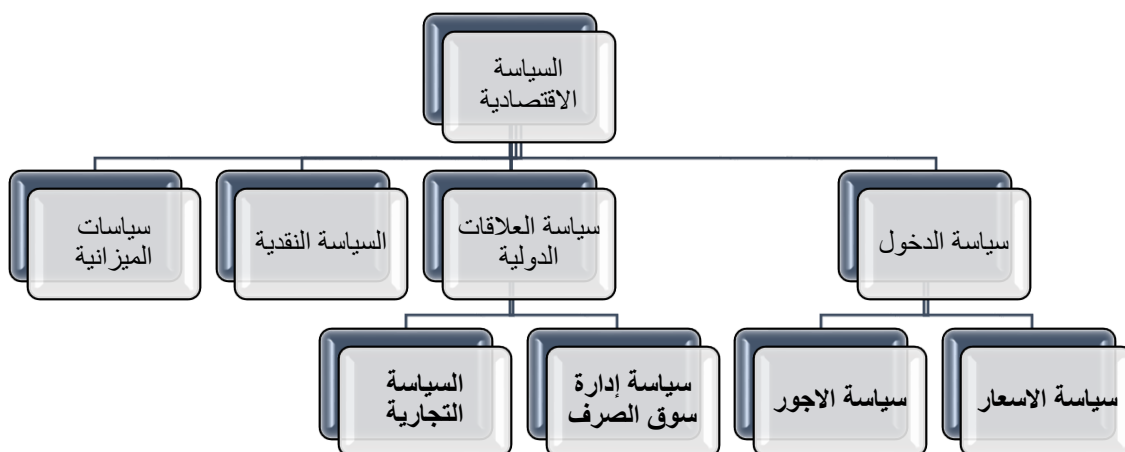 السياسة
الاقتصادية
سياسة الدخول
سياسة العلاقات
الدولية
السياسة النقدية
سياسات
الميزانية
سياسة الاسعار
سياسة الاجور
سياسة إدارة
سوق الصرف
السياسة
التجارية